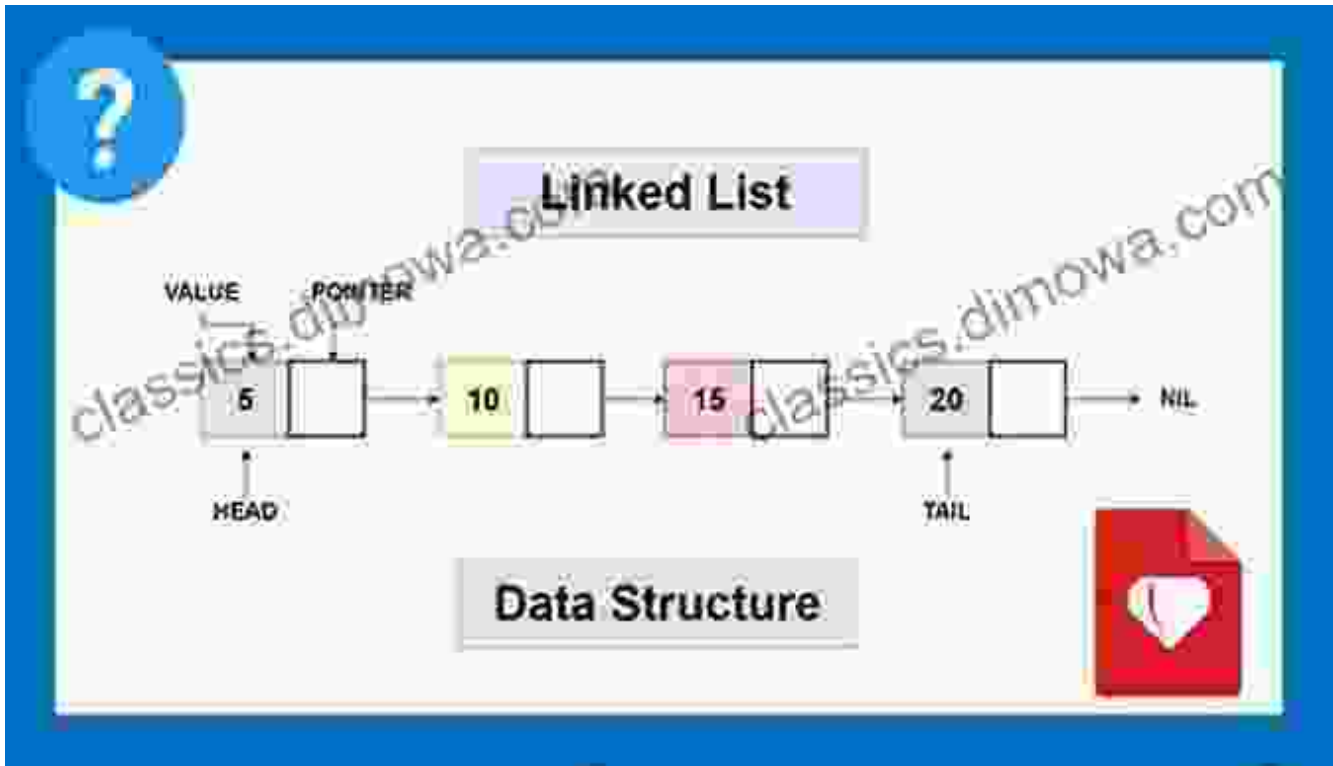 ?
Linked List
classics.dimowa.com
classics.dimowa.com
VALUE POINTER
5 10 15 20 NIL
HEAD TAIL
Data Structure